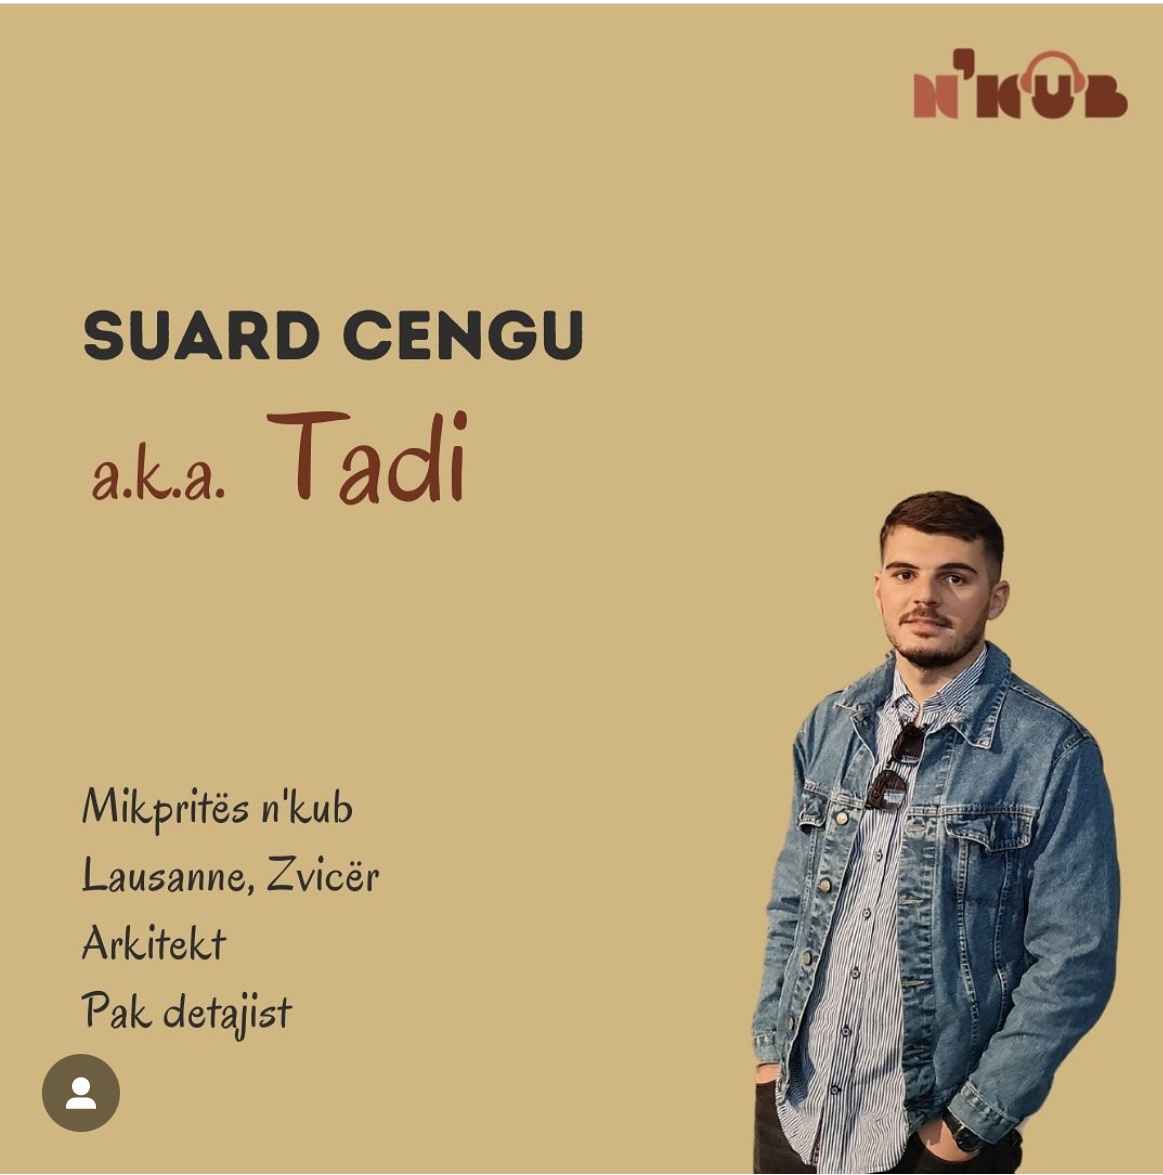 N'KUB
SUARD CENGU
a.k.a. Tadi
Mikpritës n'kub
Lausanne, Zvicër
Arkitekt
Pak detajist